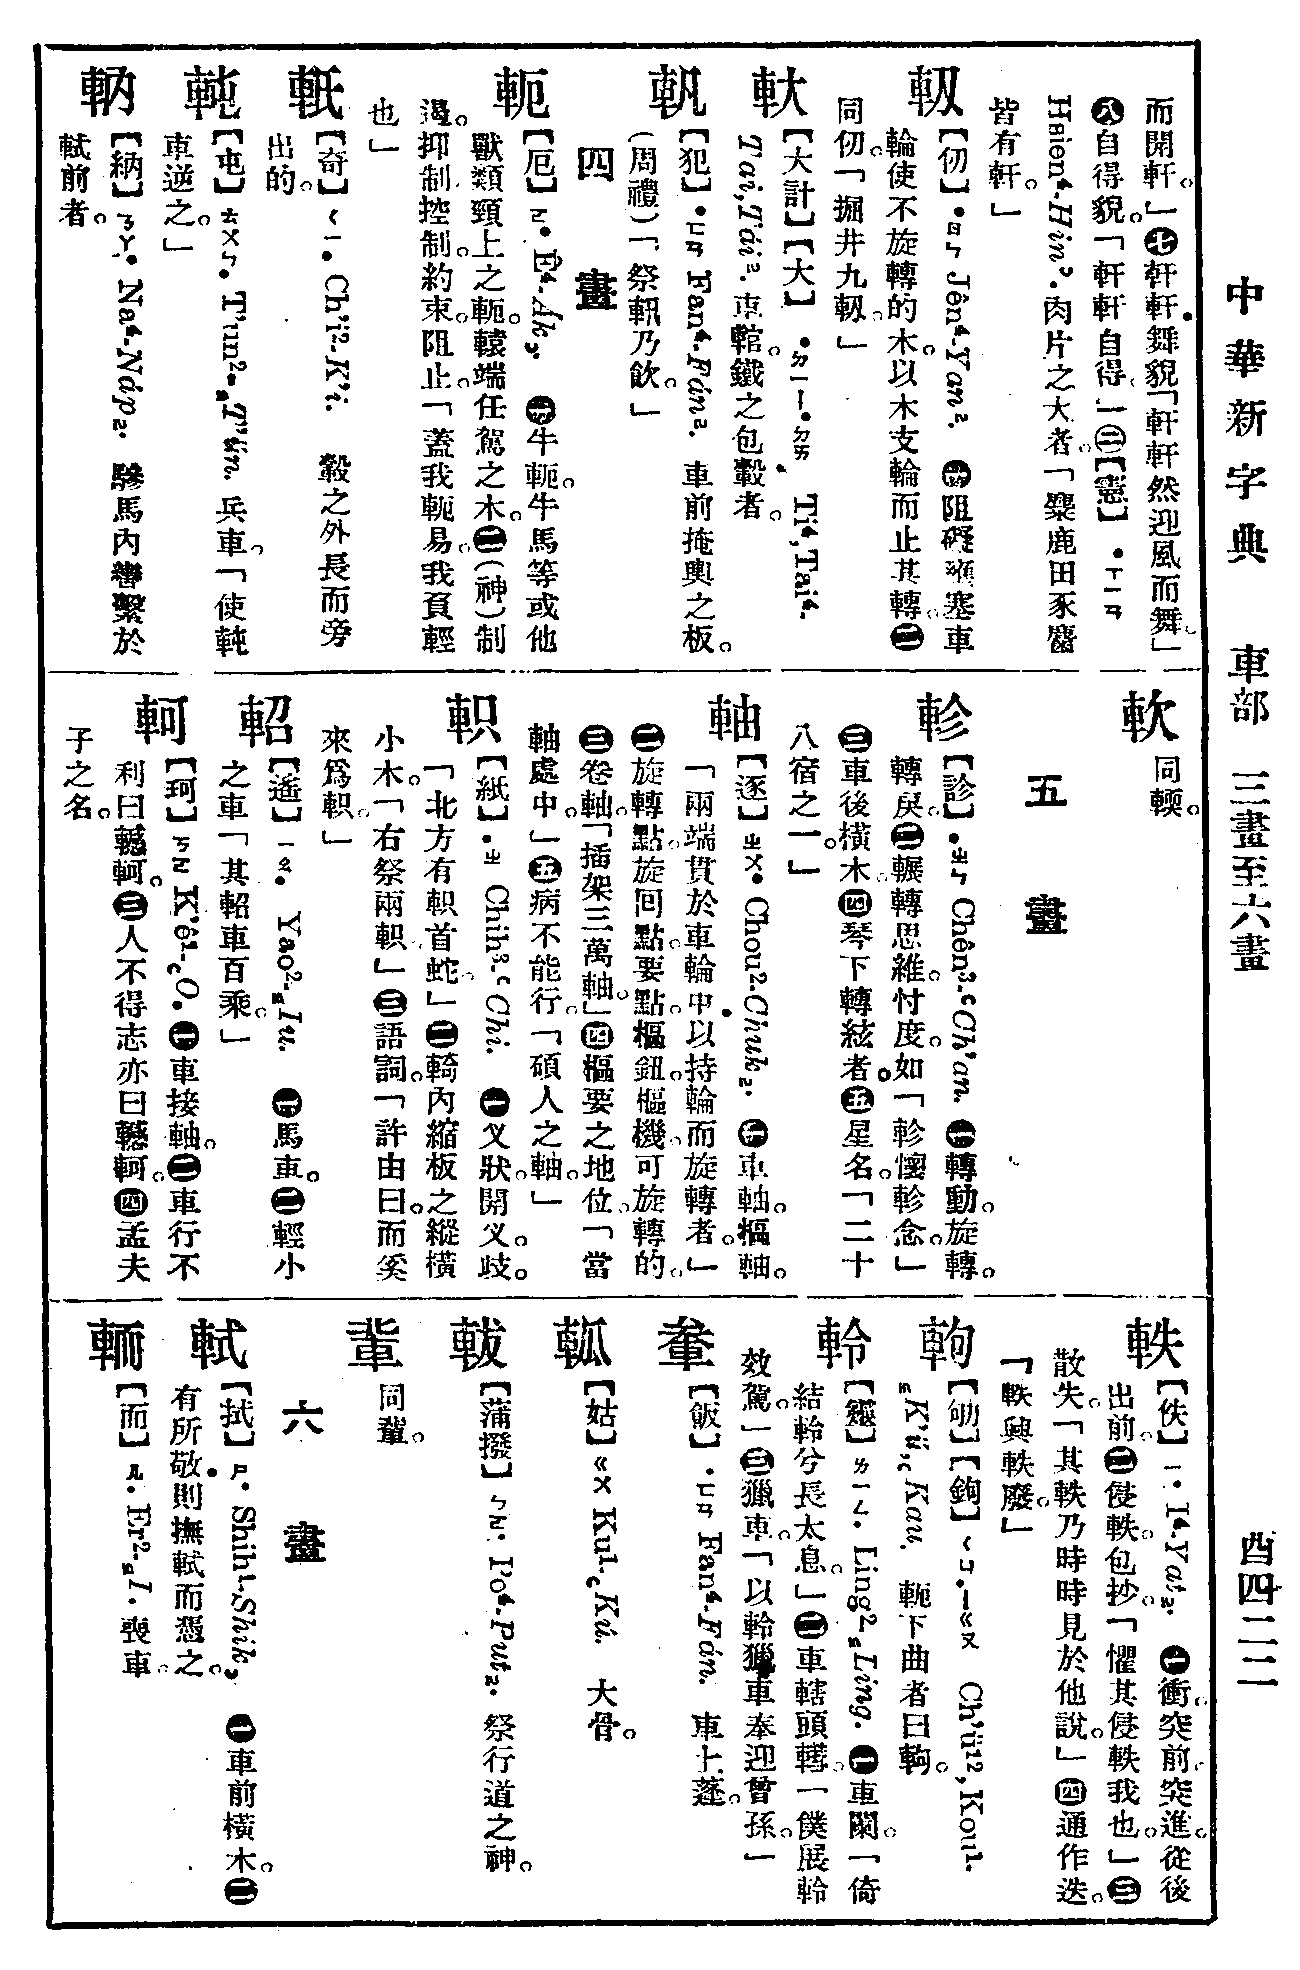 中華新字典 車部 三畫至六畫 酉四二二
而開軒。」㊆軒軒。舞貌「軒軒然迎風而舞」
㊇自得貌。「軒軒自得。」㊁【憲】•ㄒㄧㄢ
Hsien⁴-Hin³. 肉片之大者。「麋鹿田豕麕
皆有軒。」
軔
【仞】•ㄖㄣ Jên⁴-Yan². ㊀阻礙壅塞車
輪使不旋轉的木。以木支輪而止其轉。㊁
同仞。「掘井九軔。」
軑
【大計】【大】•ㄉㄧ-•ㄉㄞ, Ti⁴, Tai⁴.
Tai, Tái². 車輨。鐵之包轂者。
軓
【犯】•ㄈㄢ Fan⁴-Fán². 車前掩輿之板。
(周禮)「祭軓乃飲。」
四畫
軛
【厄】ㄜ• Ê⁴-Ák, ㊀牛軛。牛馬等或他
獸類頸上之軛。轅端任駕之木。㊁(神)制
遏。抑制控制。約束。阻止。「蓋我軛易。我負輕
也」
軝
【奇】ㄑㄧ• Ch'i²-K'i. 轂之外長而旁
出的。
軘
【屯】ㄊㄨㄣ• T'un²-T'ün. 兵車。「使軘
車逆之。」
軜
【納】ㄋㄚ• Na⁴-Náp₂. 驂馬內轡繫於
軾前者。
軟
同輭。
五畫
軫
【診】•ㄓㄣ Chên³-Ch'an. ㊀轉動。旋轉。
轉戾。㊁輾轉思維。忖度。如「軫懷軫念。」
㊂車後橫木。㊃琴下轉絃者。㊄星名。「二十
八宿之一。」
軸
【逐】ㄓㄨ• Chou²-Chuk₂. ㊀車軸。樞軸。
「兩端貫於車輪中。以持輪而旋轉者。」
㊁旋轉點。旋囘點。要點。樞鈕。樞機。可旋轉的。
㊂卷軸。「插架三萬軸。」㊃樞要之地位。「當
軸處中。」㊄病不能行。「碩人之軸。」
軹
【紙】•ㄓ Chih³-Chi. ㊀叉狀。開叉。歧。
「北方有軹首蛇。」㊁輢內縮板之縱橫
小木。「右祭兩軹。」㊂語詞。「許由曰。而奚
來爲軹。」
軺
【遙】ㄧㄠ• Yao²-Iu. ㊀馬車。㊁輕小
之車「其軺車百乘。」
軻
【珂】ㄎㄜ K'ê¹-O. ㊀車接軸。㊁車行不
利曰轗軻。㊂人不得志亦曰轗軻。㊃孟夫
子之名。
軼
【佚】ㄧ• I⁴-Yat₂. ㊀衝突前。突進。從後
出前。㊁侵軼。包抄。「懼其侵軼我也。」㊂
散失。「其軼乃時時見於他說。」㊃通作迭。
「軼興軼廢。」
軥
【劬】【鉤】ㄑㄩ•-ㄍㄡ Ch'ü¹², Kou¹.
K'ü, Kau. 軛下曲者曰軥。
軨
【靈】ㄌㄧㄥ• Ling²-Ling. ㊀車闌「倚
結軨兮長太息。」㊁車轄頭轊。「僕展軨
效駕。」㊂獵車。「以軨獵車奉迎曾孫。」
軬
【飯】•ㄈㄢ Fan⁴-Fán. 車上蓬。
軱
【姑】ㄍㄨ Ku¹-Kú. 大骨。
軷
【蒲撥】ㄅㄛ• Po⁴-Put₂. 祭行道之神。
軰
同輩。
六畫
軾
【拭】ㄕ• Shih¹-Shik, ㊀車前橫木。㊁
有所敬。則撫軾而憑之。
輀
【而】ㄦ• Er²-I. 喪車。